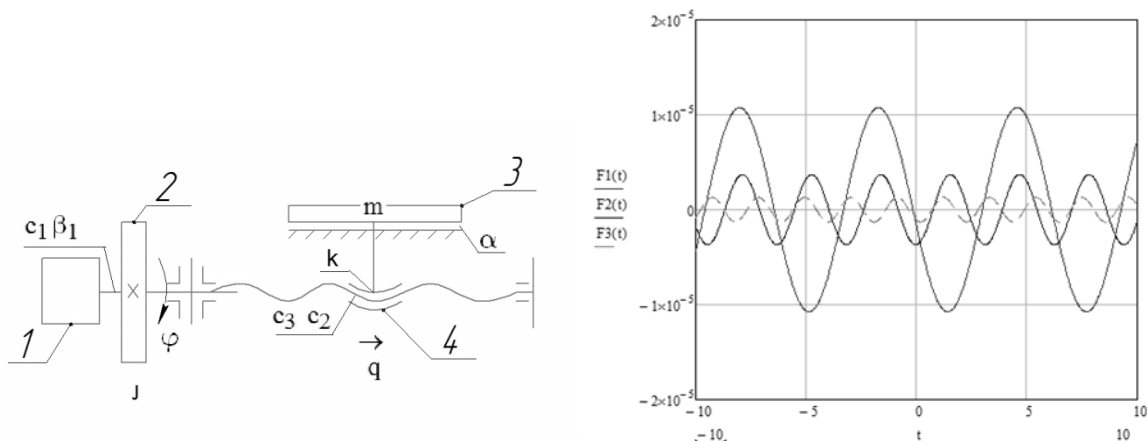 2
3
m
c₁ β₁
α
k
c₃ c₂
4
1
φ
q
J
2×10⁻⁵
1×10⁻⁵
F1(t)
F2(t)
0
F3(t)
−1×10⁻⁵
−2×10⁻⁵
−10 −5 0 5 10
−10, t 10